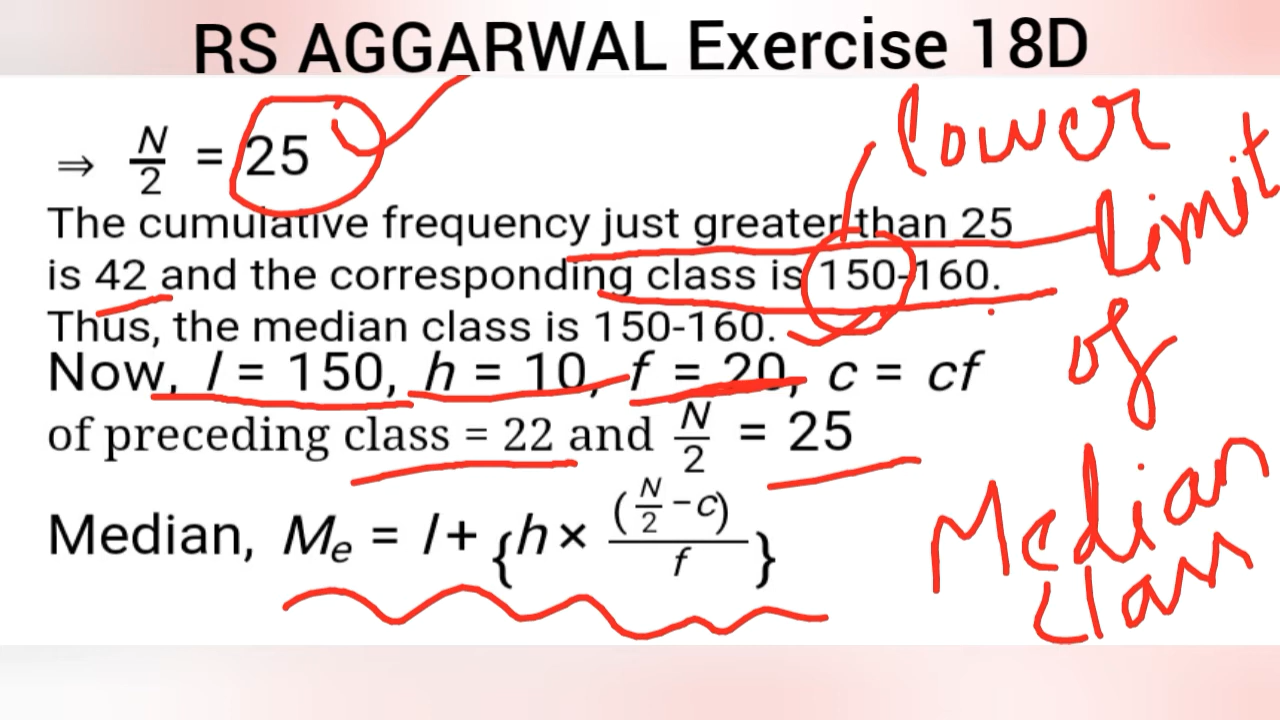 RS AGGARWAL Exercise 18D
⇒ N/2 = 25
The cumulative frequency just greater than 25
is 42 and the corresponding class is 150-160.
Thus, the median class is 150-160.
Now, l = 150, h = 10, f = 20, c = cf
of preceding class = 22 and N/2 = 25
Median, Me = l + {h × (N/2 − c)/f}
lower
limit
of
Median
class